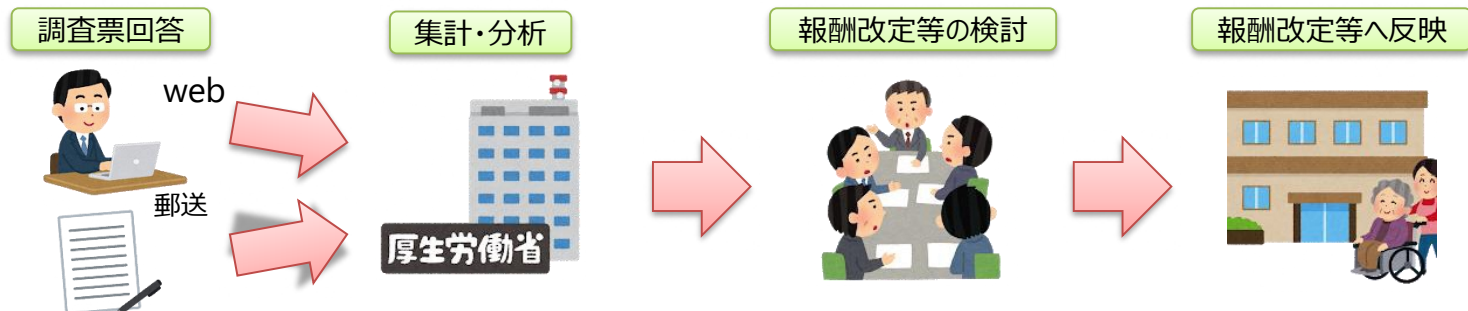 調査票回答
集計・分析
報酬改定等の検討
報酬改定等へ反映
web
郵送
厚生労働省